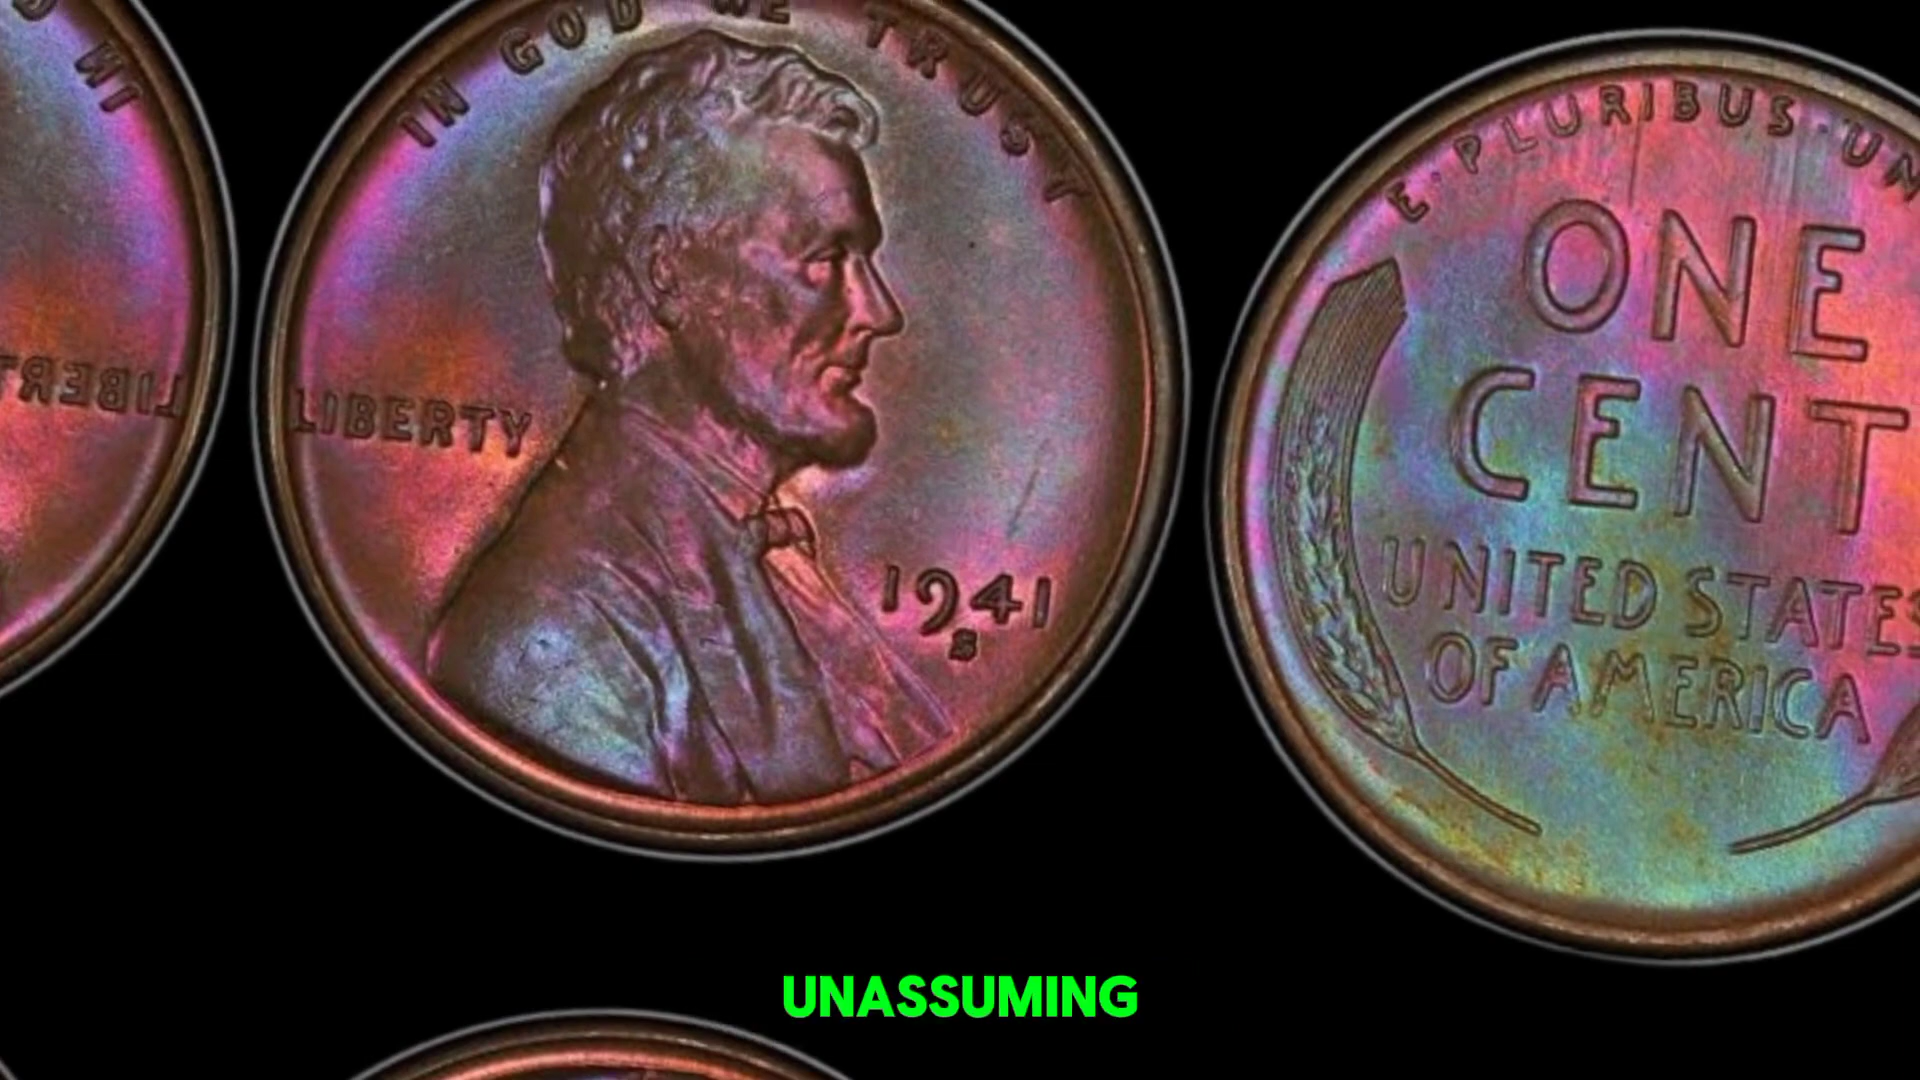 IN GOD WE TRUST
LIBERTY
1941
S
E·PLURIBUS·UN
ONE
CENT
UNITED STATES
OF AMERICA
UNASSUMING